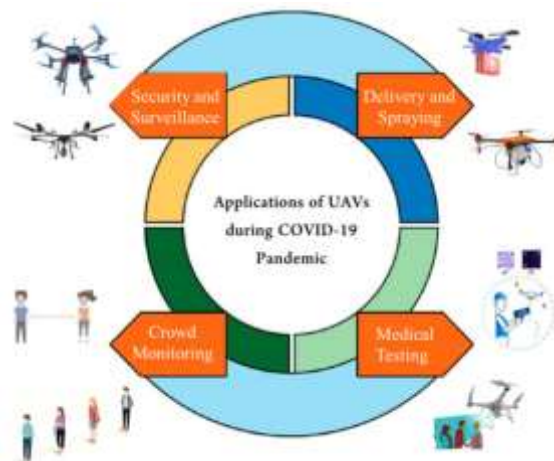 Security and
Surveillance
Delivery and
Spraying
Applications of UAVs
during COVID-19
Pandemic
Crowd
Monitoring
Medical
Testing